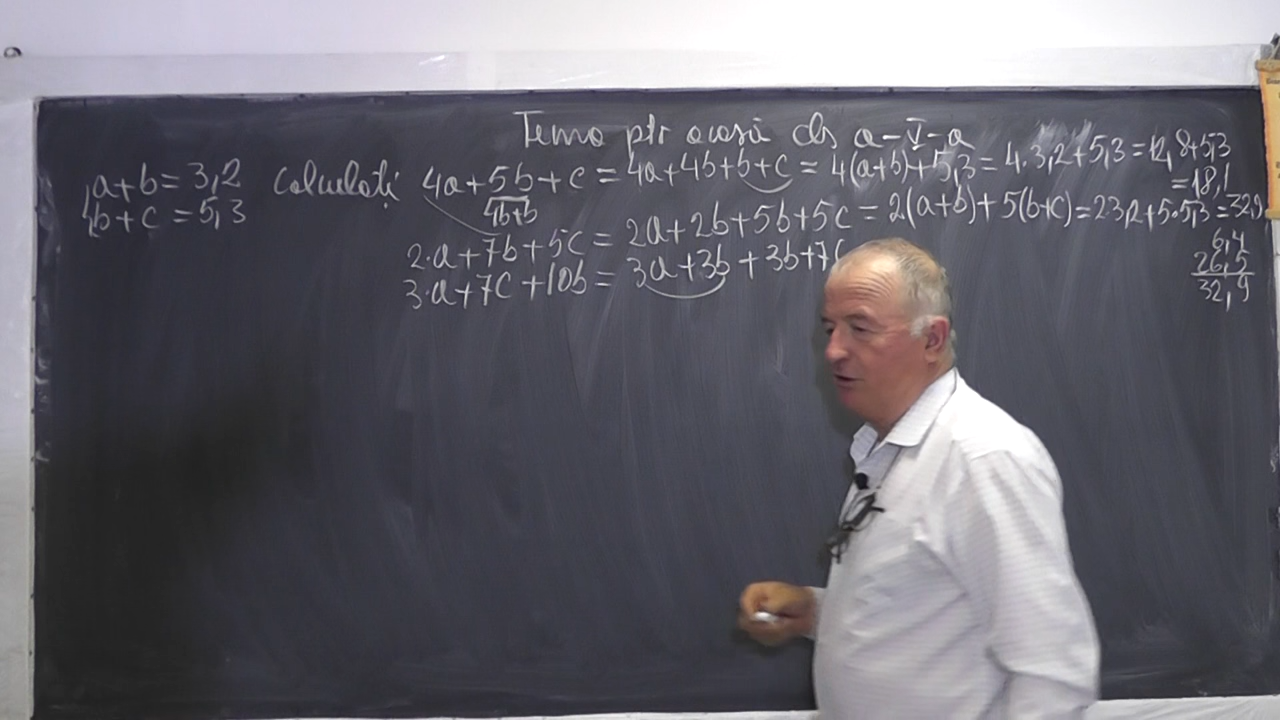 Tema ptr acasă cls a-V-a
a+b=3,2 Calculați 4a+5b+c=4a+4b+b+c=4(a+b)+5,3=4·3,2+5,3=12,8+5,3
=18,1
b+c=5,3
4b+b
2·a+7b+5c=2a+2b+5b+5c=2(a+b)+5(b+c)=2·3,2+5·5,3=32,9
3·a+7c+10b=3a+3b+3b+7c
6,4
26,5
32,9